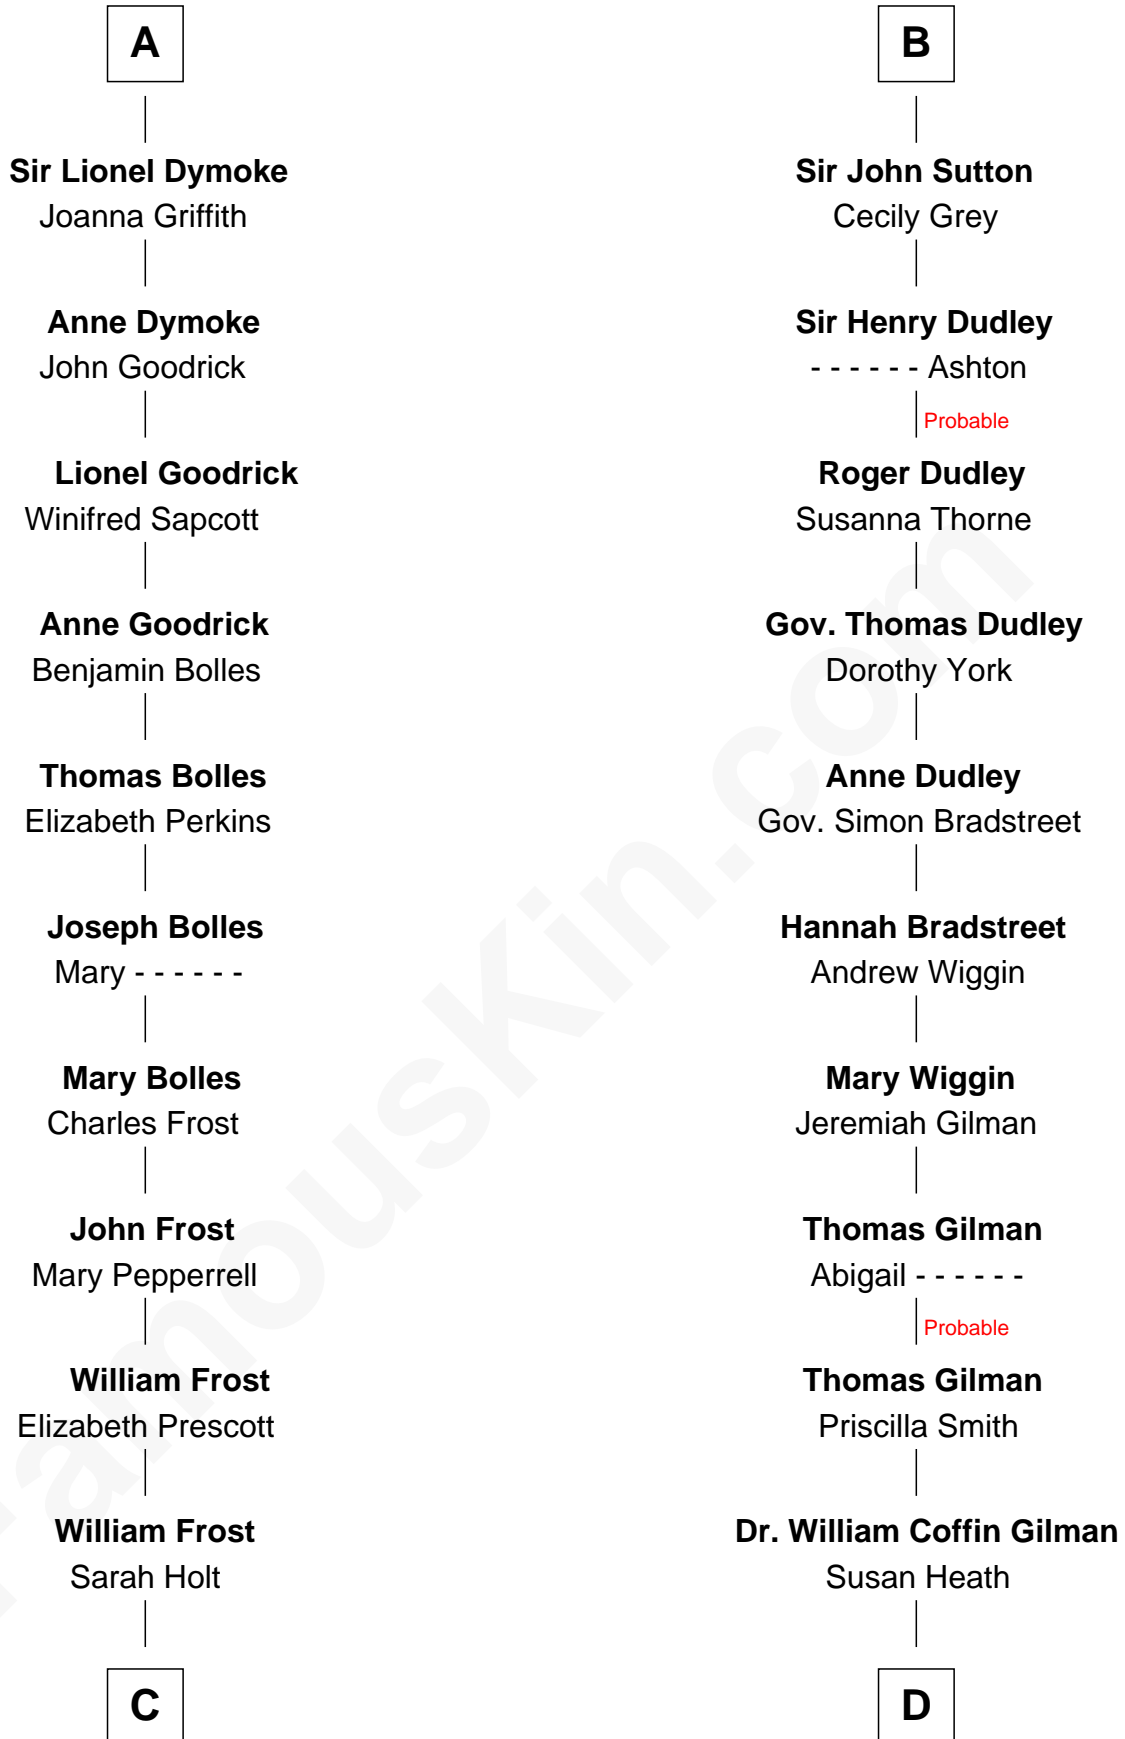 A
Sir Lionel Dymoke
Joanna Griffith
Anne Dymoke
John Goodrick
Lionel Goodrick
Winifred Sapcott
Anne Goodrick
Benjamin Bolles
Thomas Bolles
Elizabeth Perkins
Joseph Bolles
Mary - - - - - -
Mary Bolles
Charles Frost
John Frost
Mary Pepperrell
William Frost
Elizabeth Prescott
William Frost
Sarah Holt
C
B
Sir John Sutton
Cecily Grey
Sir Henry Dudley
- - - - - - Ashton
Probable
Roger Dudley
Susanna Thorne
Gov. Thomas Dudley
Dorothy York
Anne Dudley
Gov. Simon Bradstreet
Hannah Bradstreet
Andrew Wiggin
Mary Wiggin
Jeremiah Gilman
Thomas Gilman
Abigail - - - - - -
Probable
Thomas Gilman
Priscilla Smith
Dr. William Coffin Gilman
Susan Heath
D
FamousKin.com